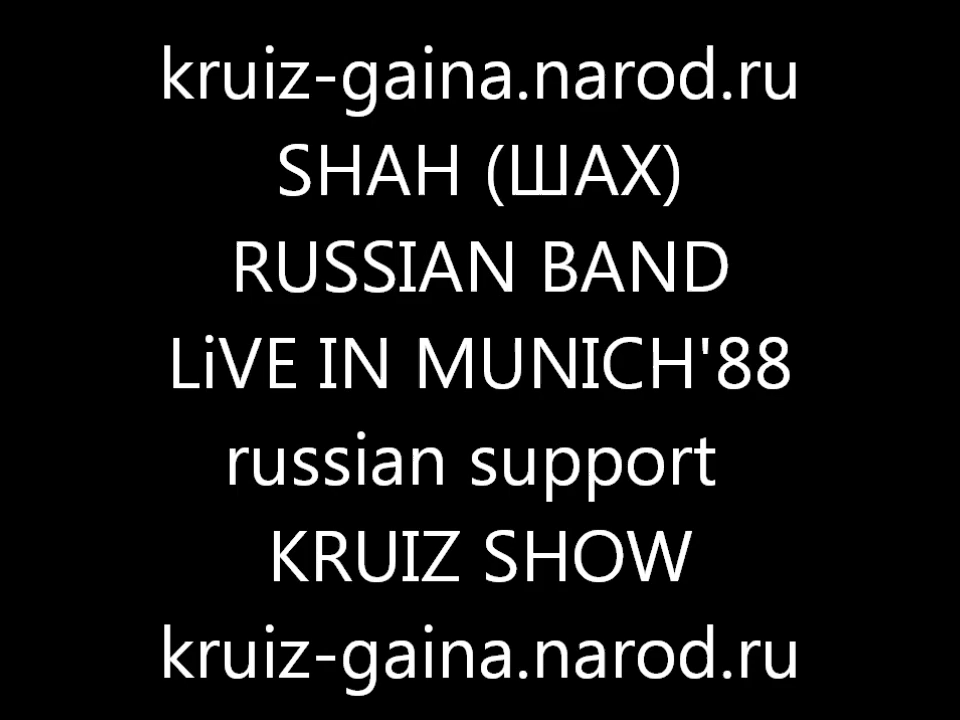 kruiz-gaina.narod.ru
SHAH (ШАХ)
RUSSIAN BAND
LiVE IN MUNICH'88
russian support
KRUIZ SHOW
kruiz-gaina.narod.ru